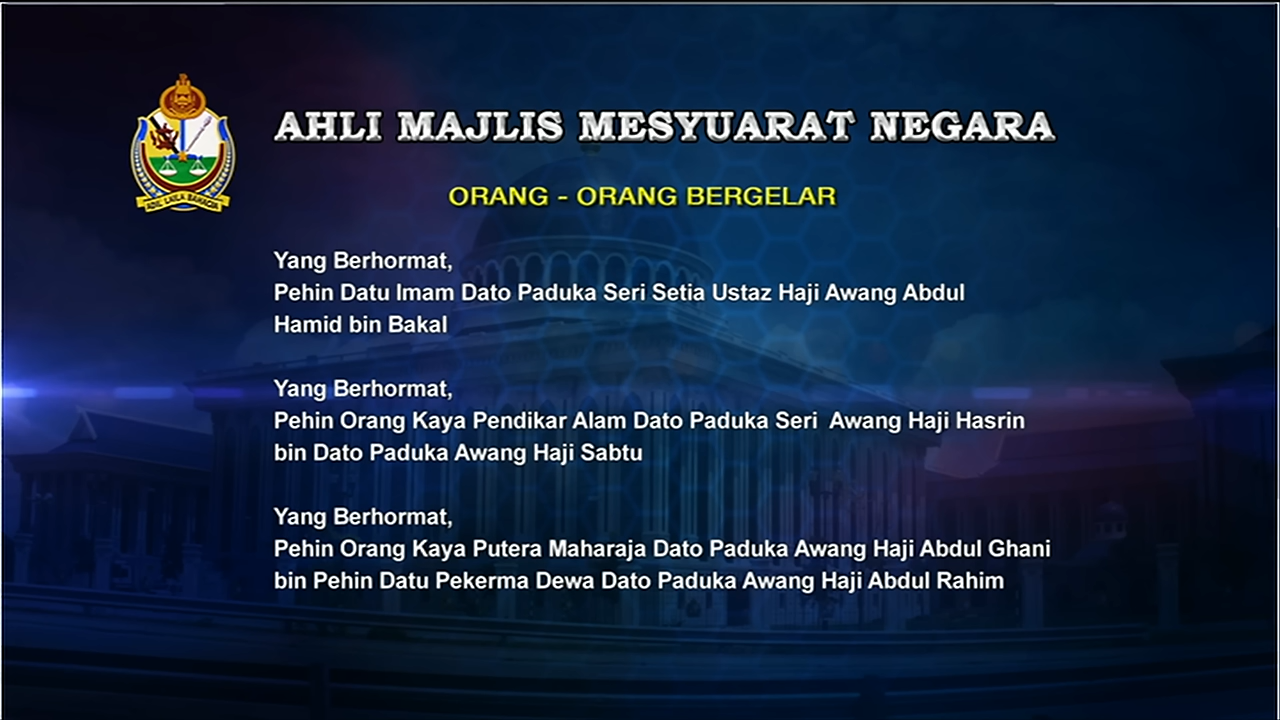 AHLI MAJLIS MESYUARAT NEGARA
ORANG - ORANG BERGELAR
Yang Berhormat,
Pehin Datu Imam Dato Paduka Seri Setia Ustaz Haji Awang Abdul
Hamid bin Bakal
Yang Berhormat,
Pehin Orang Kaya Pendikar Alam Dato Paduka Seri  Awang Haji Hasrin
bin Dato Paduka Awang Haji Sabtu
Yang Berhormat,
Pehin Orang Kaya Putera Maharaja Dato Paduka Awang Haji Abdul Ghani
bin Pehin Datu Pekerma Dewa Dato Paduka Awang Haji Abdul Rahim
ADIL LAILA BAHAGIA